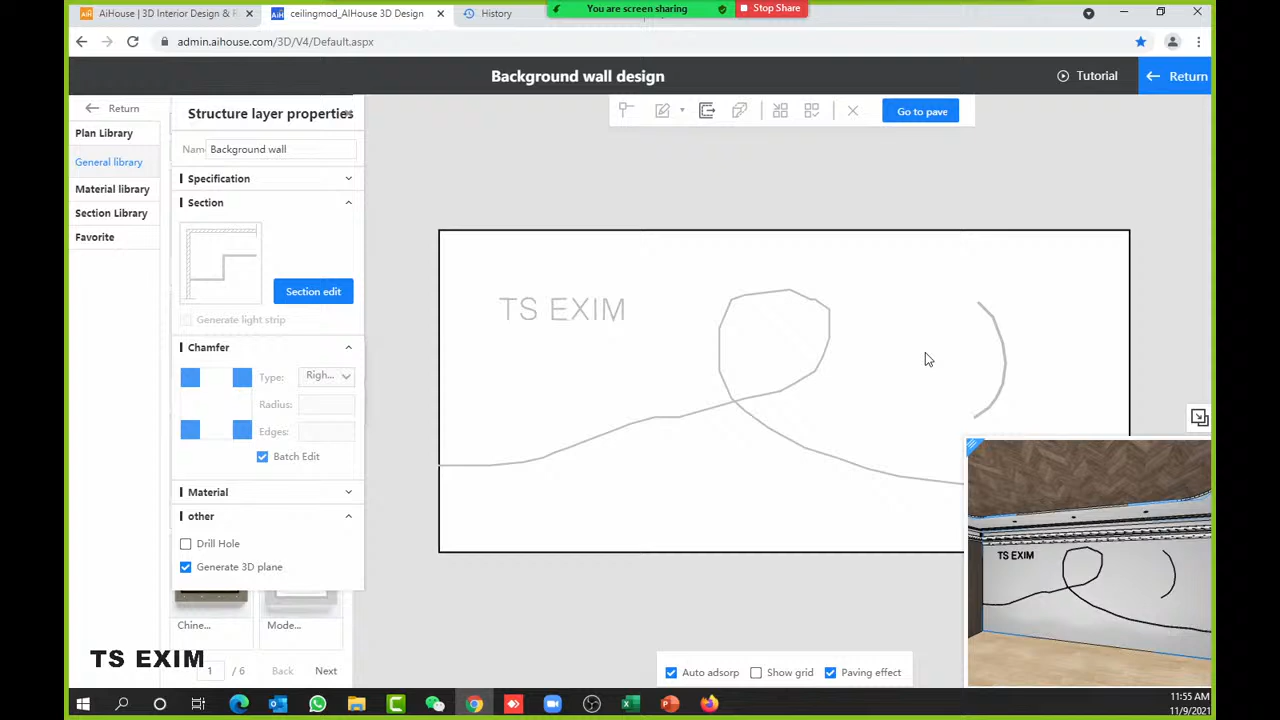 AiHouse | 3D Interior Design & F
ceilingmod_AIHouse 3D Design
History
You are screen sharing
Stop Share
admin.aihouse.com/3D/V4/Default.aspx
Background wall design
Tutorial
Return
Return
Plan Library
General library
Material library
Section Library
Favorite
Structure layer properties
Name
Background wall
Specification
Section
Section edit
Generate light strip
Chamfer
Type:
Righ...
Radius:
Edges:
Batch Edit
Material
other
Drill Hole
Generate 3D plane
Chine...
Mode...
1 / 6
Back
Next
Go to pave
TS EXIM
TS EXIM
TS EXIM
Auto adsorp
Show grid
Paving effect
11:55 AM
11/9/2021